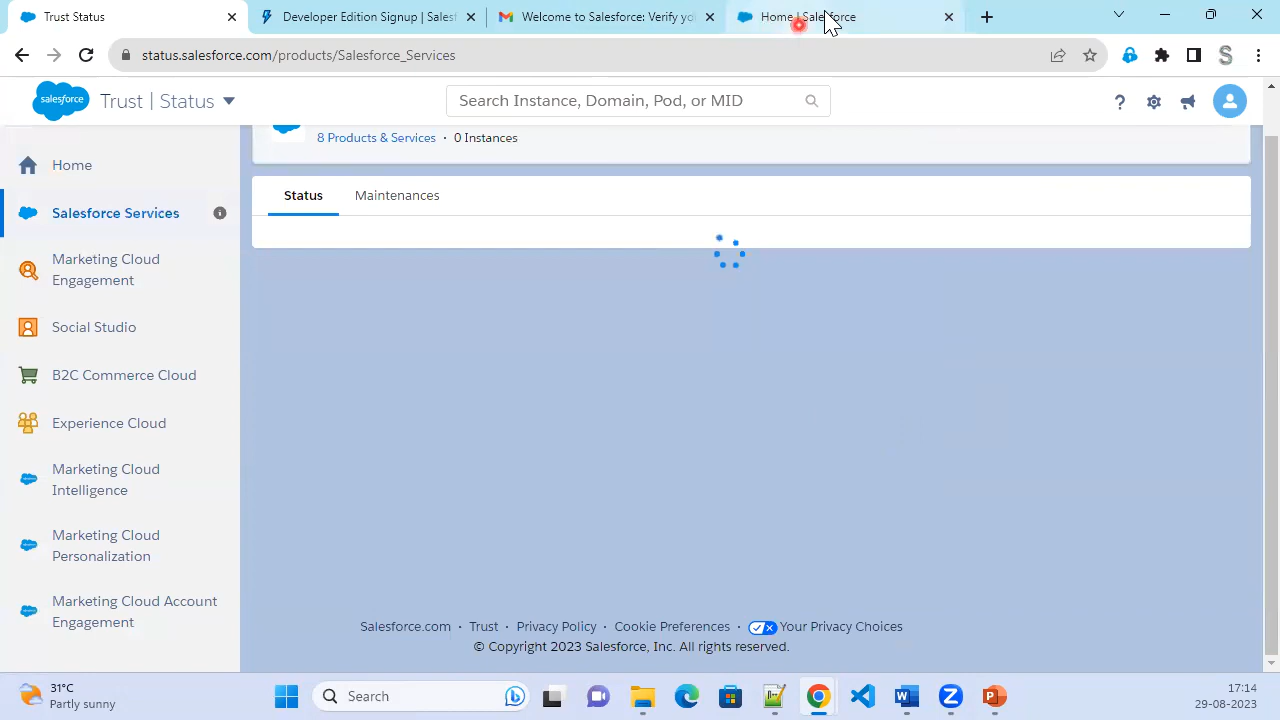 Trust Status
Developer Edition Signup | Salesf
Welcome to Salesforce: Verify yo
Home | Salesforce
status.salesforce.com/products/Salesforce_Services
salesforce
Trust | Status
Search Instance, Domain, Pod, or MID
8 Products & Services · 0 Instances
Home
Salesforce Services
Marketing Cloud
Engagement
Social Studio
B2C Commerce Cloud
Experience Cloud
Marketing Cloud
Intelligence
Marketing Cloud
Personalization
Marketing Cloud Account
Engagement
Status
Maintenances
Salesforce.com · Trust · Privacy Policy · Cookie Preferences · Your Privacy Choices
© Copyright 2023 Salesforce, Inc. All rights reserved.
31°C
Partly sunny
Search
17:14
29-08-2023